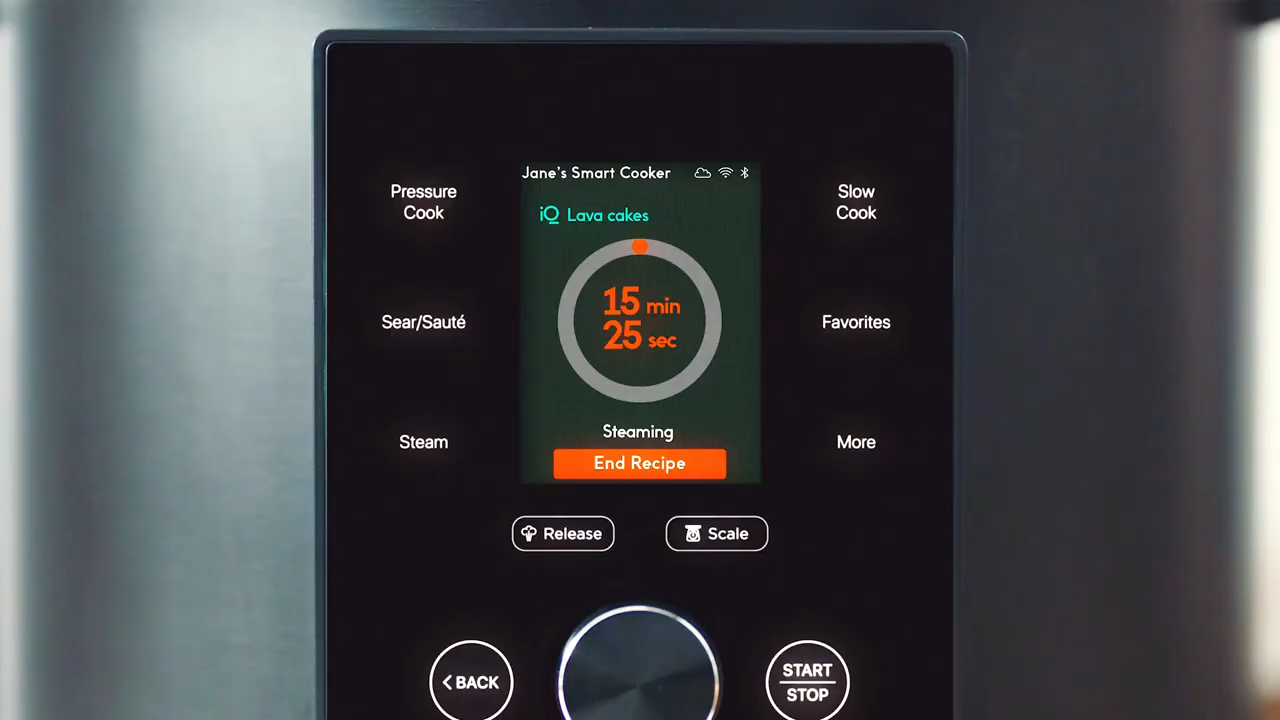 Jane's Smart Cooker
iQ Lava cakes
15 min
25 sec
Steaming
End Recipe
Pressure
Cook
Sear/Sauté
Steam
Slow
Cook
Favorites
More
Release
Scale
BACK
START
STOP